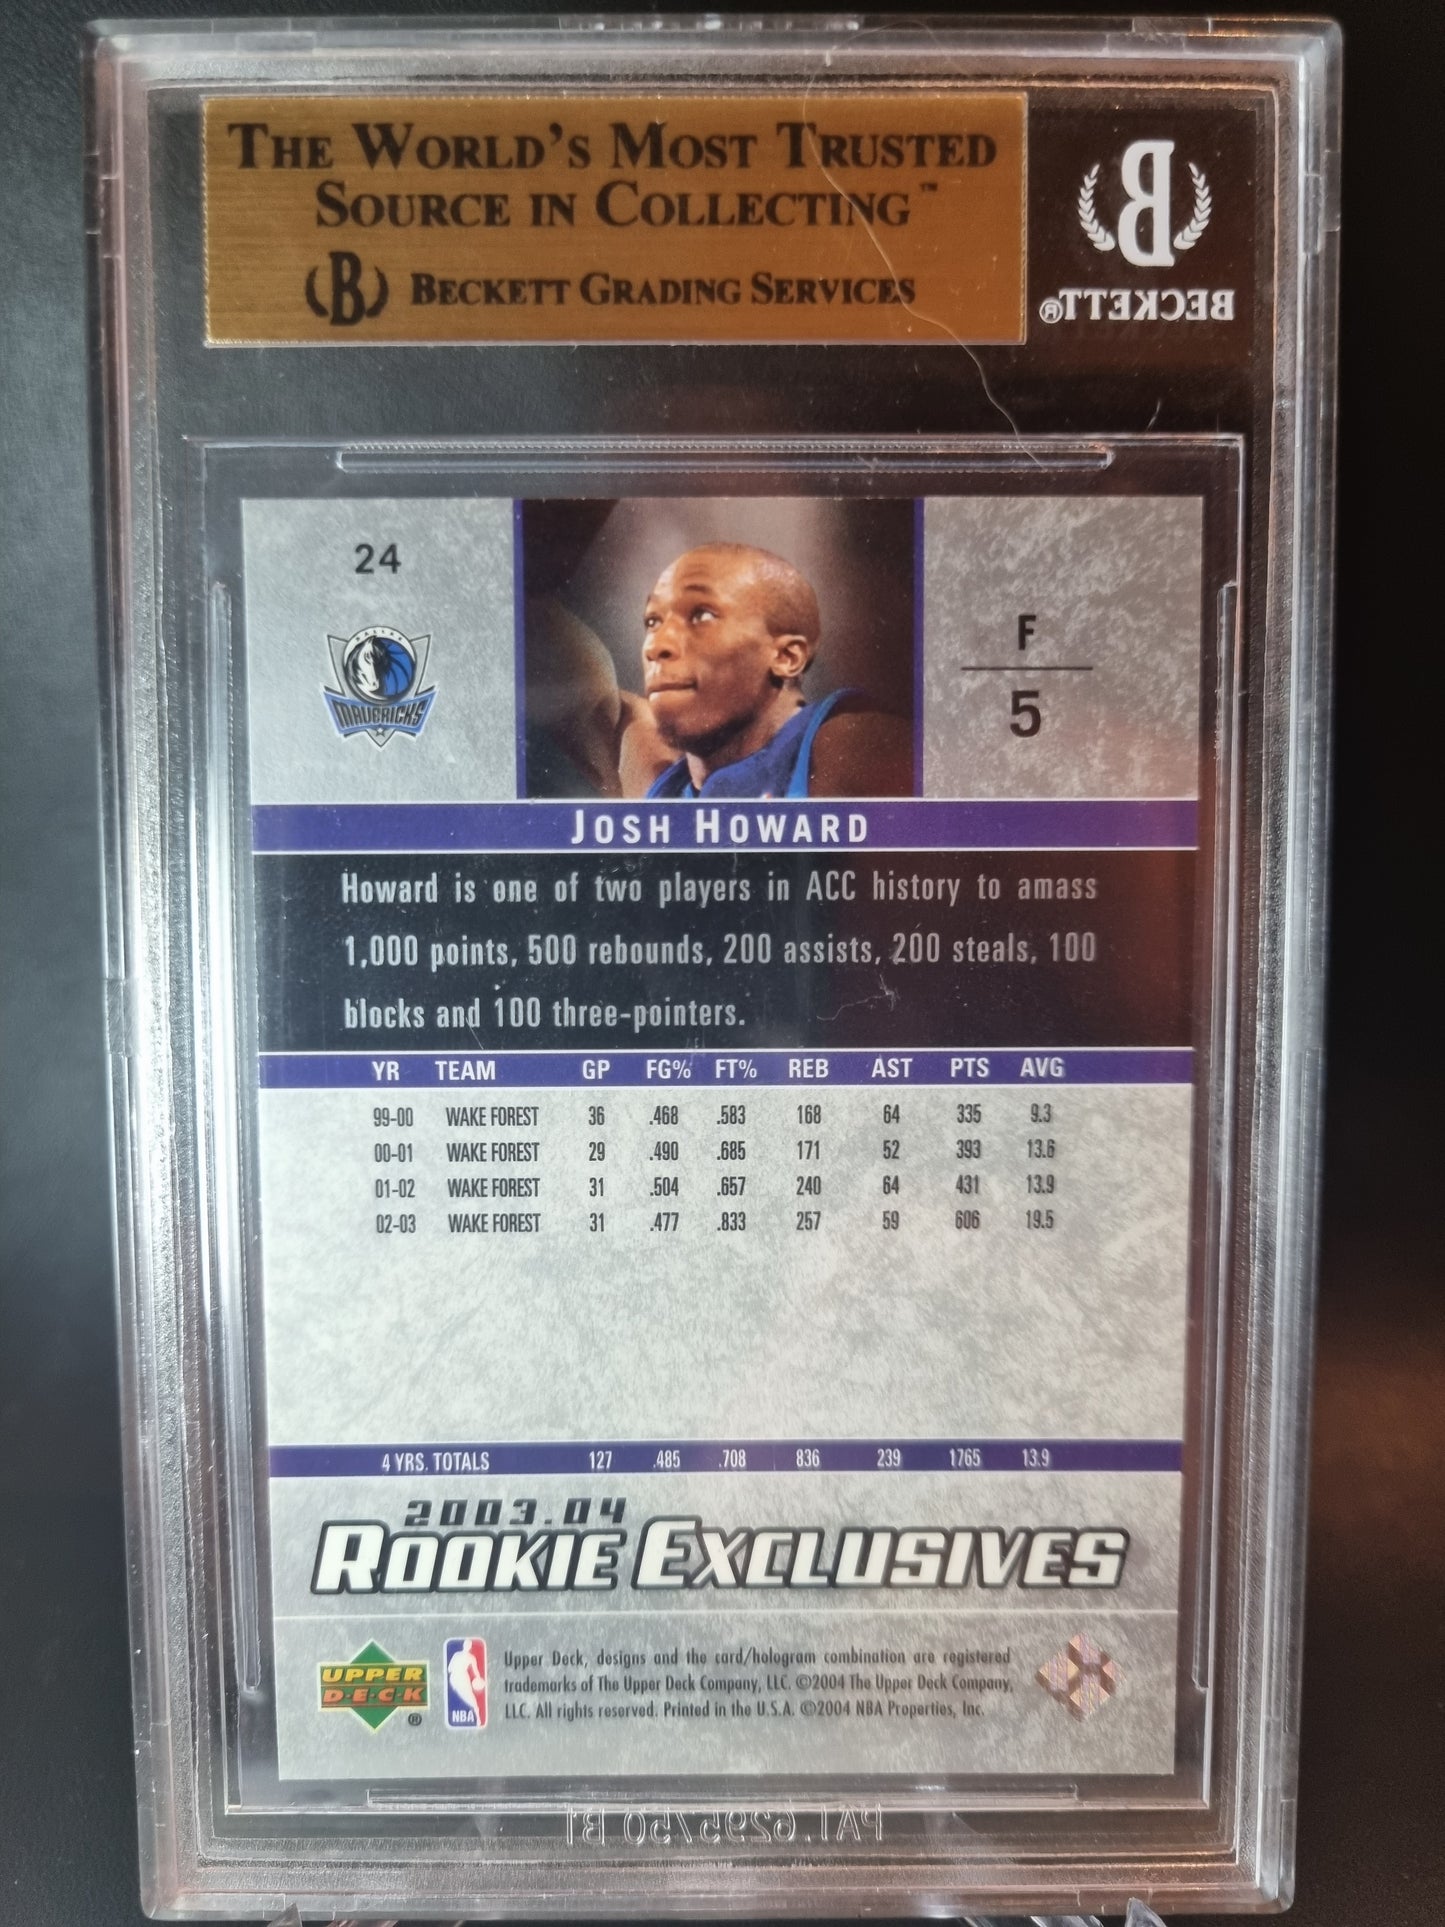 THE WORLD'S MOST TRUSTED
SOURCE IN COLLECTING™
B BECKETT GRADING SERVICES
B
BECKETT®
24
DALLAS
MAVERICKS
F
5
JOSH HOWARD
Howard is one of two players in ACC history to amass
1,000 points, 500 rebounds, 200 assists, 200 steals, 100
blocks and 100 three-pointers.
YR TEAM GP FG% FT% REB AST PTS AVG
99-00 WAKE FOREST 36 .468 .583 168 64 335 9.3
00-01 WAKE FOREST 29 .490 .685 171 52 393 13.6
01-02 WAKE FOREST 31 .504 .657 240 64 431 13.9
02-03 WAKE FOREST 31 .477 .833 257 59 606 19.5
4 YRS. TOTALS 127 .485 .708 836 239 1765 13.9
2003.04
ROOKIE EXCLUSIVES
UPPER
DECK®
NBA
Upper Deck, designs and the card/hologram combination are registered
trademarks of The Upper Deck Company, LLC. ©2004 The Upper Deck Company,
LLC. All rights reserved. Printed in the U.S.A. ©2004 NBA Properties, Inc.
PAT.6295750 B1